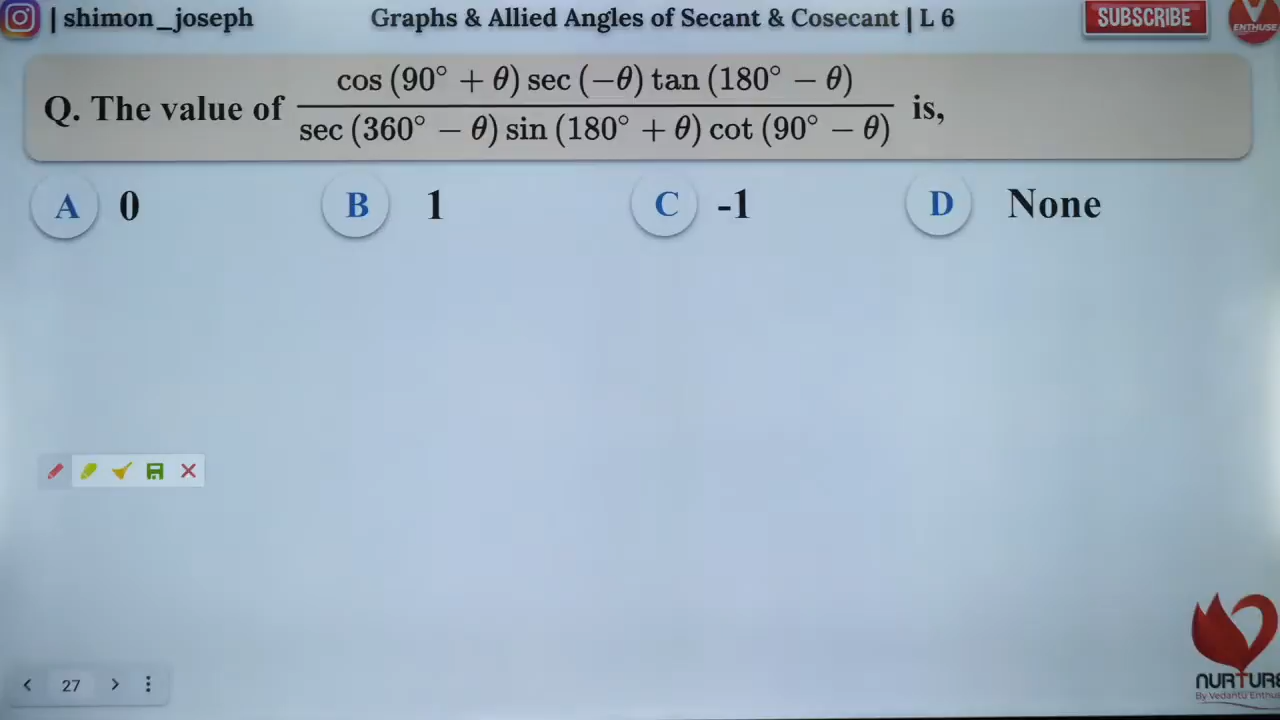 | shimon_joseph
Graphs & Allied Angles of Secant & Cosecant | L 6
SUBSCRIBE
ENTHUSE
Q. The value of cos (90° + θ) sec (−θ) tan (180° − θ) / sec (360° − θ) sin (180° + θ) cot (90° − θ) is,
A 0
B 1
C -1
D None
27
NURTURE
By Vedantu Enthus